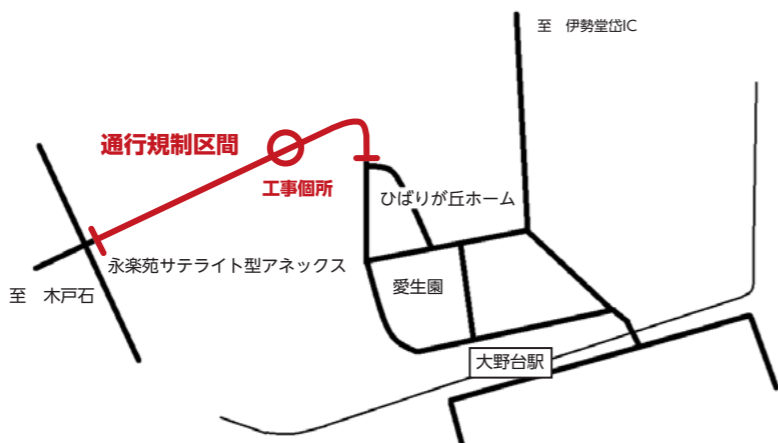 至　伊勢堂岱IC
通行規制区間
工事個所
ひばりが丘ホーム
永楽苑サテライト型アネックス
愛生園
至　木戸石
大野台駅